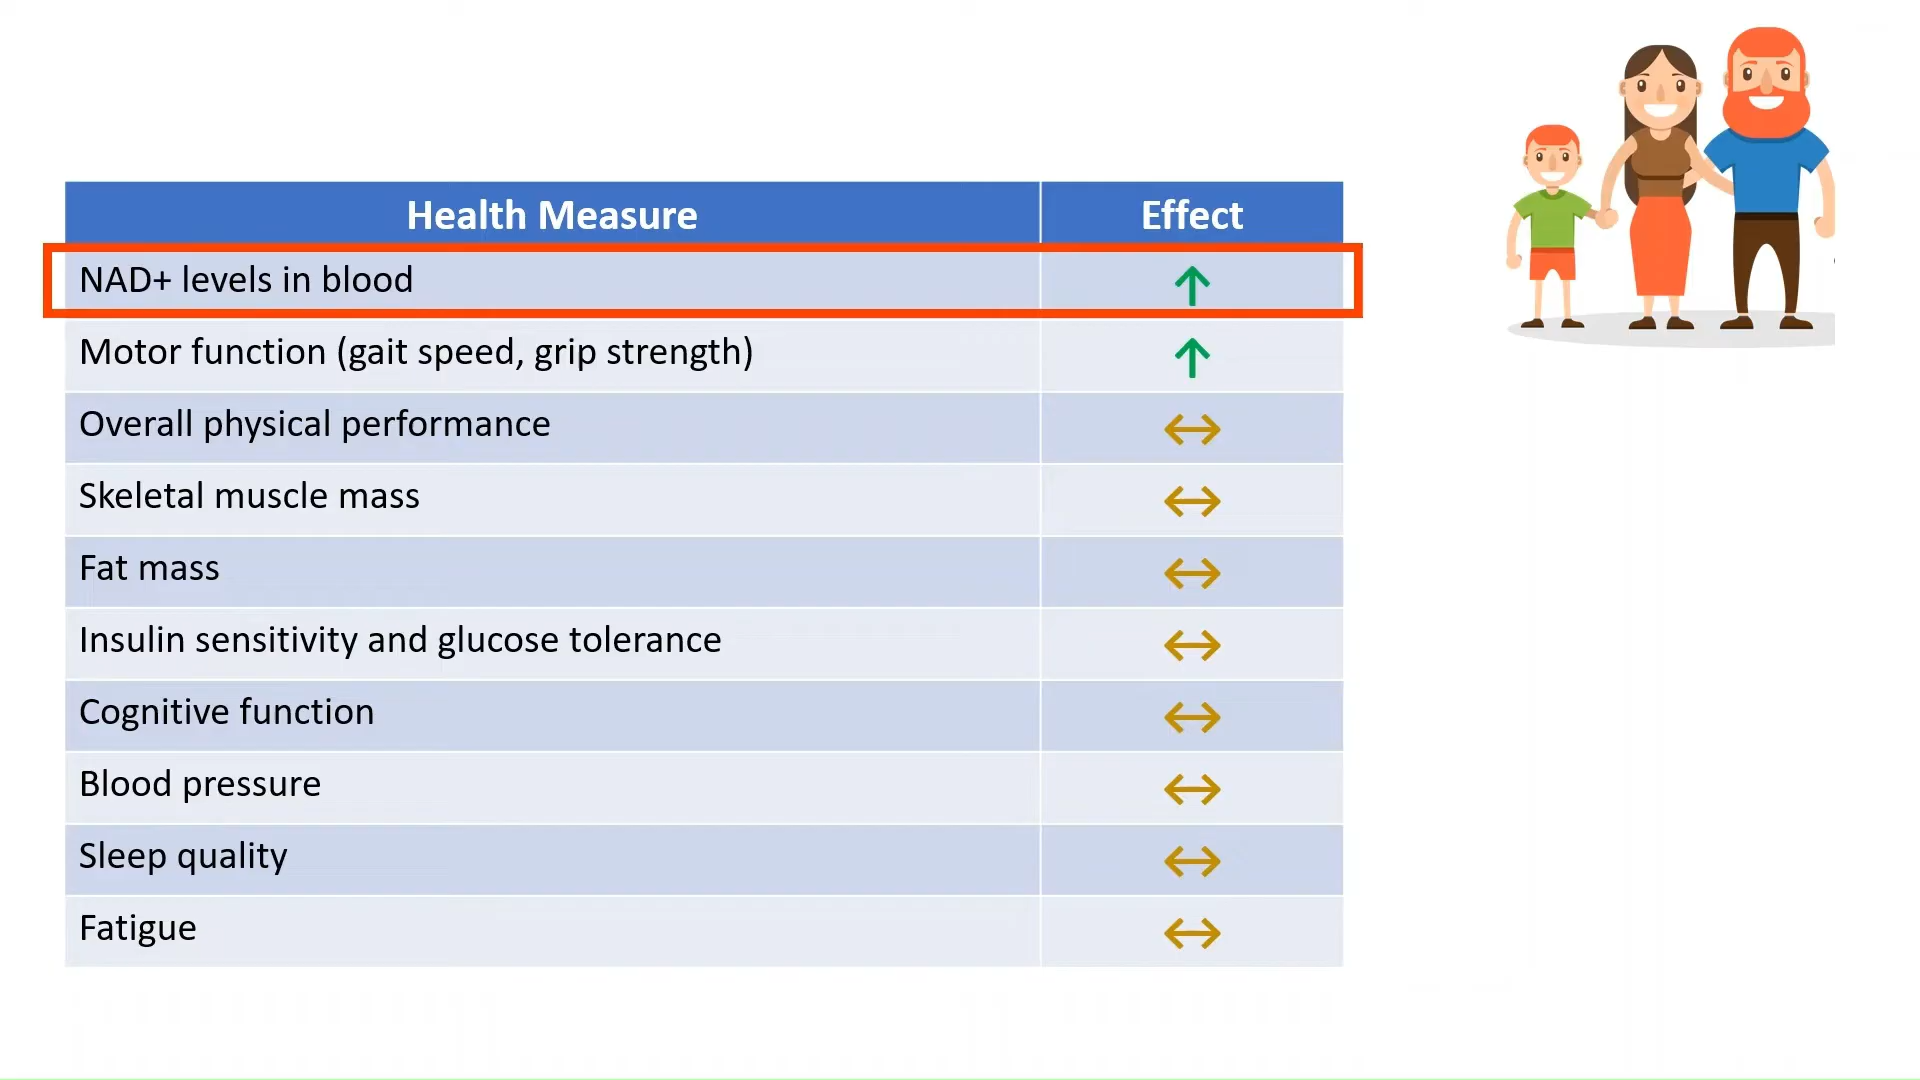 Health Measure Effect
NAD+ levels in blood ↑
Motor function (gait speed, grip strength) ↑
Overall physical performance ↔
Skeletal muscle mass ↔
Fat mass ↔
Insulin sensitivity and glucose tolerance ↔
Cognitive function ↔
Blood pressure ↔
Sleep quality ↔
Fatigue ↔